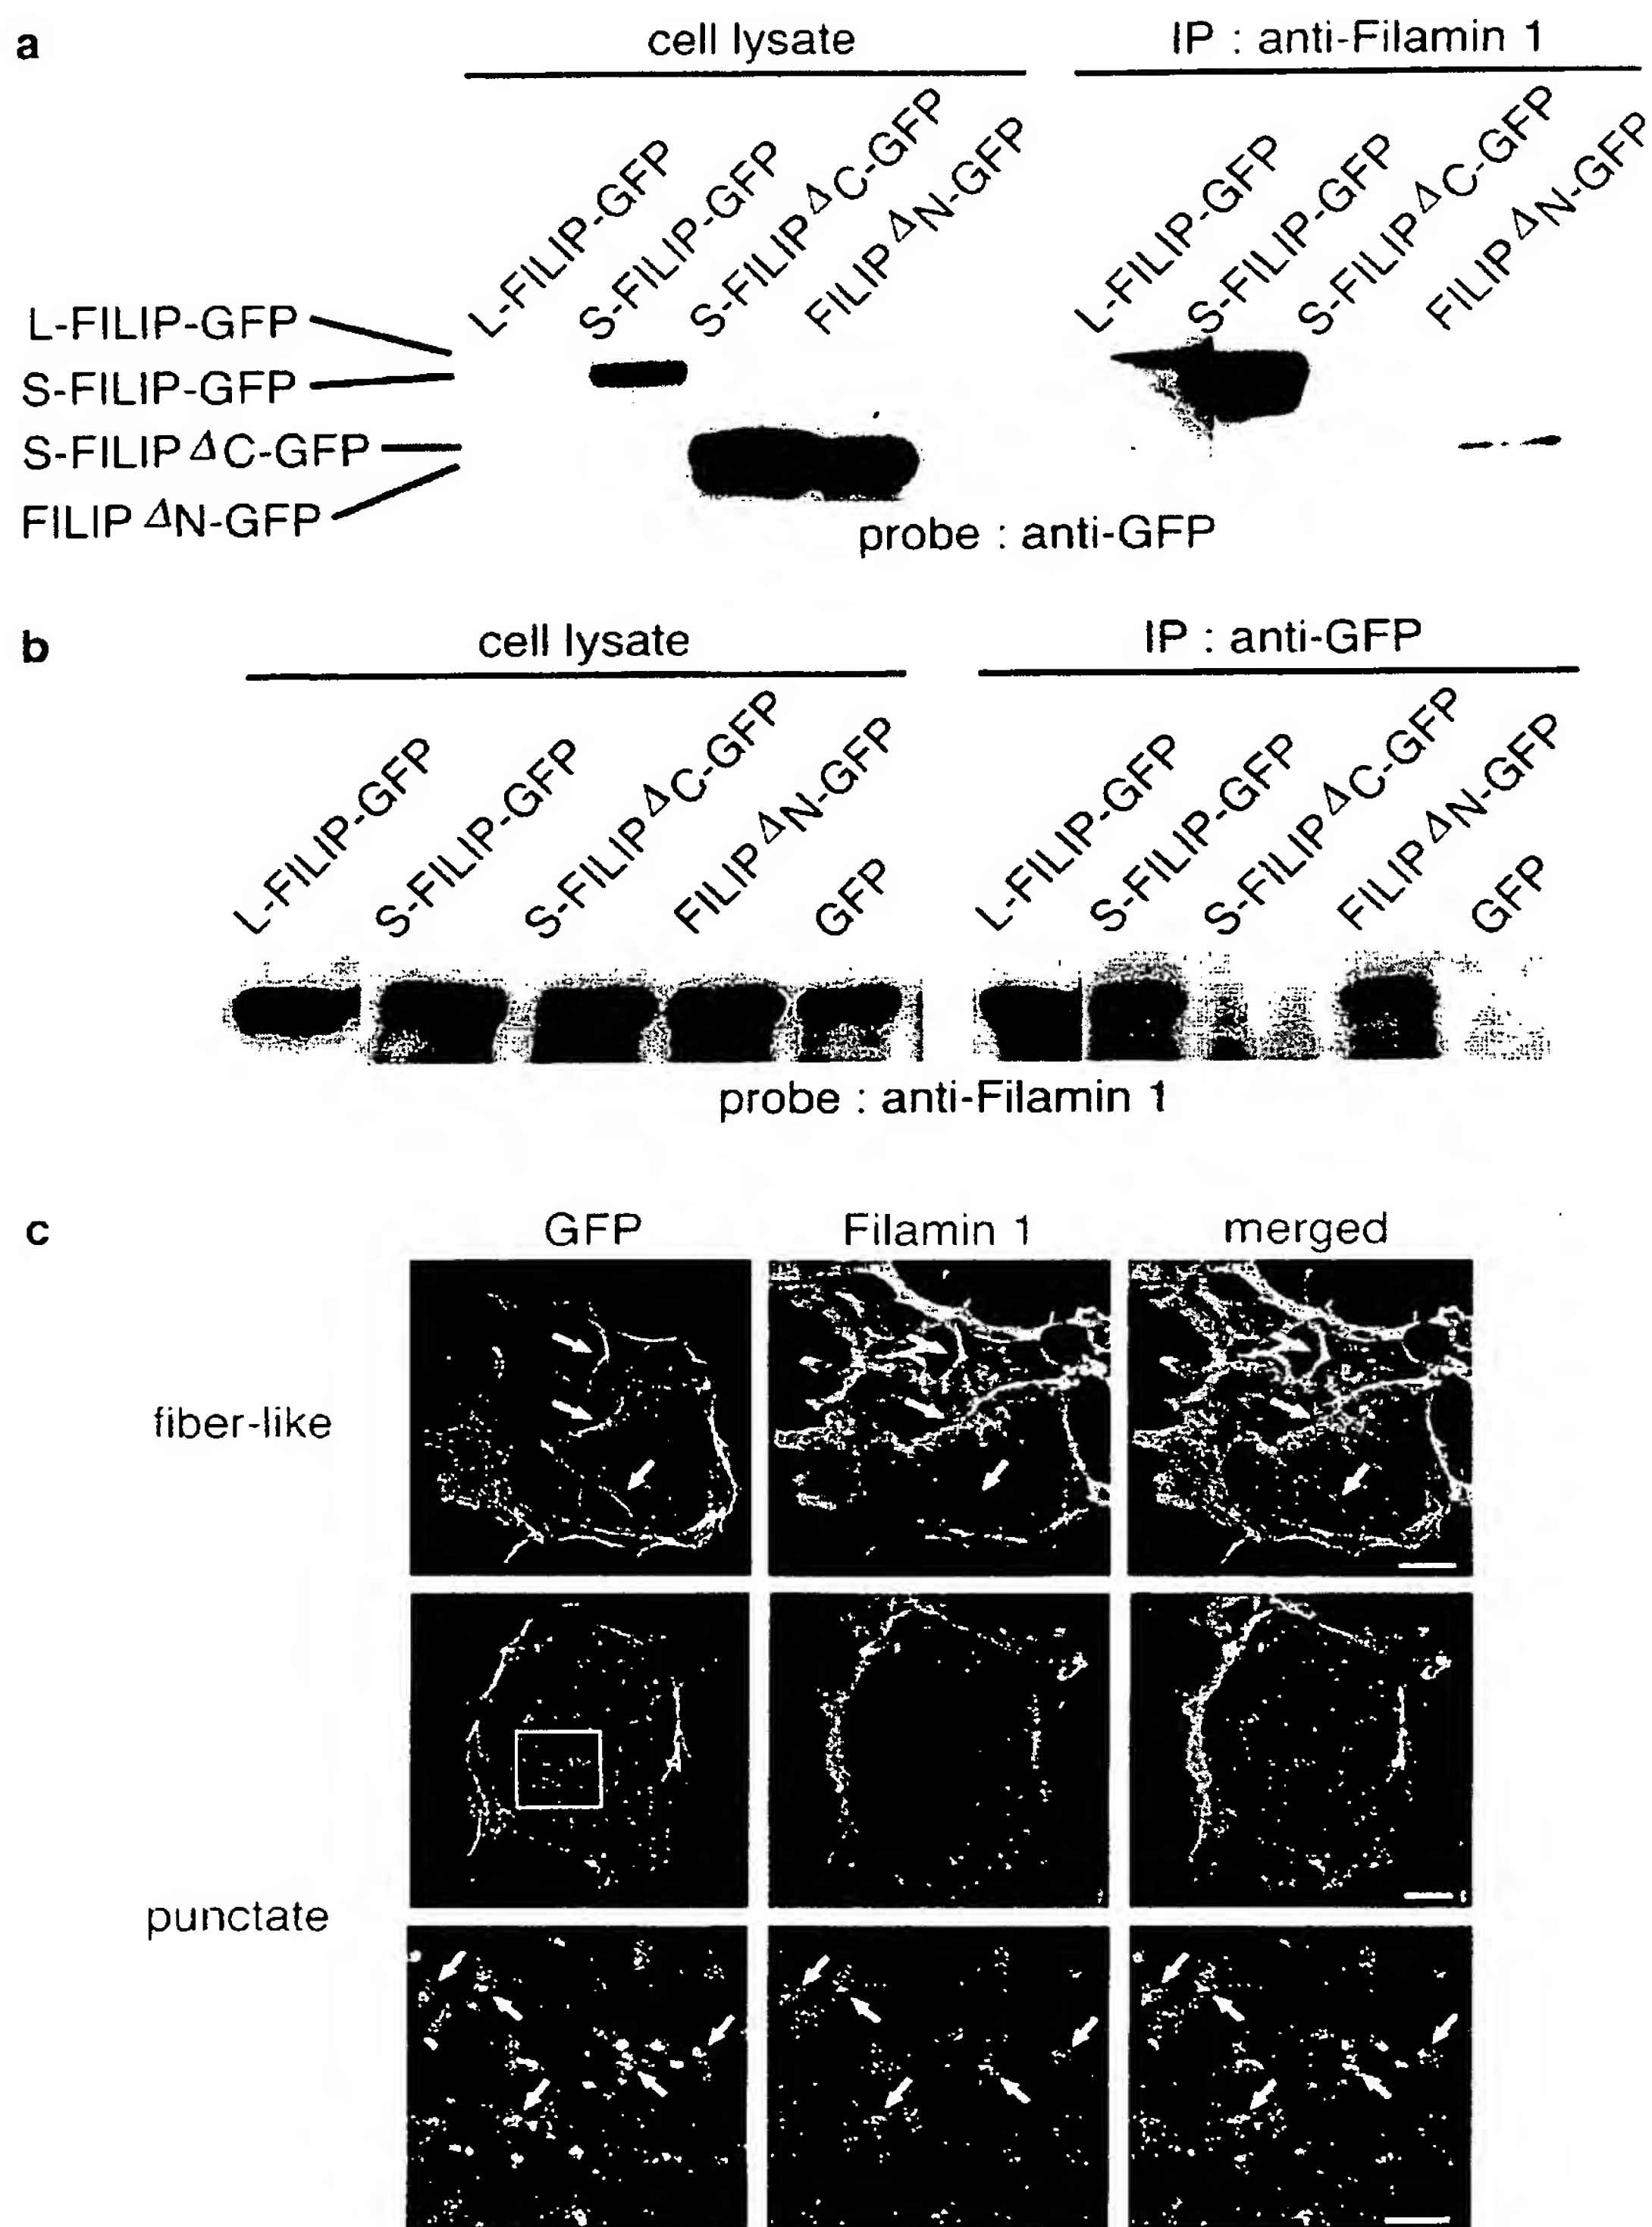 a
cell lysate
IP : anti-Filamin 1
L-FILIP-GFP
S-FILIP-GFP
S-FILIPΔC-GFP
FILIPΔN-GFP
L-FILIP-GFP
S-FILIP-GFP
S-FILIPΔC-GFP
FILIPΔN-GFP
L-FILIP-GFP
S-FILIP-GFP
S-FILIPΔC-GFP
FILIPΔN-GFP
probe : anti-GFP
b
cell lysate
IP : anti-GFP
L-FILIP-GFP
S-FILIP-GFP
S-FILIPΔC-GFP
FILIPΔN-GFP
GFP
L-FILIP-GFP
S-FILIP-GFP
S-FILIPΔC-GFP
FILIPΔN-GFP
GFP
probe : anti-Filamin 1
c
GFP
Filamin 1
merged
fiber-like
punctate